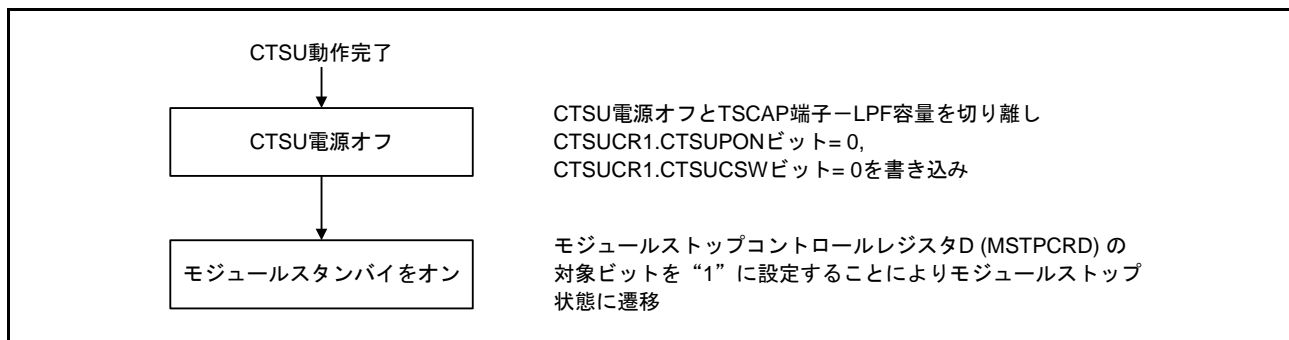 CTSU動作完了
CTSU電源オフ
CTSU電源オフとTSCAP端子－LPF容量を切り離し
CTSUCR1.CTSUPONビット= 0,
CTSUCR1.CTSUCSWビット= 0を書き込み
モジュールスタンバイをオン
モジュールストップコントロールレジスタD (MSTPCRD) の
対象ビットを“1”に設定することによりモジュールストップ
状態に遷移